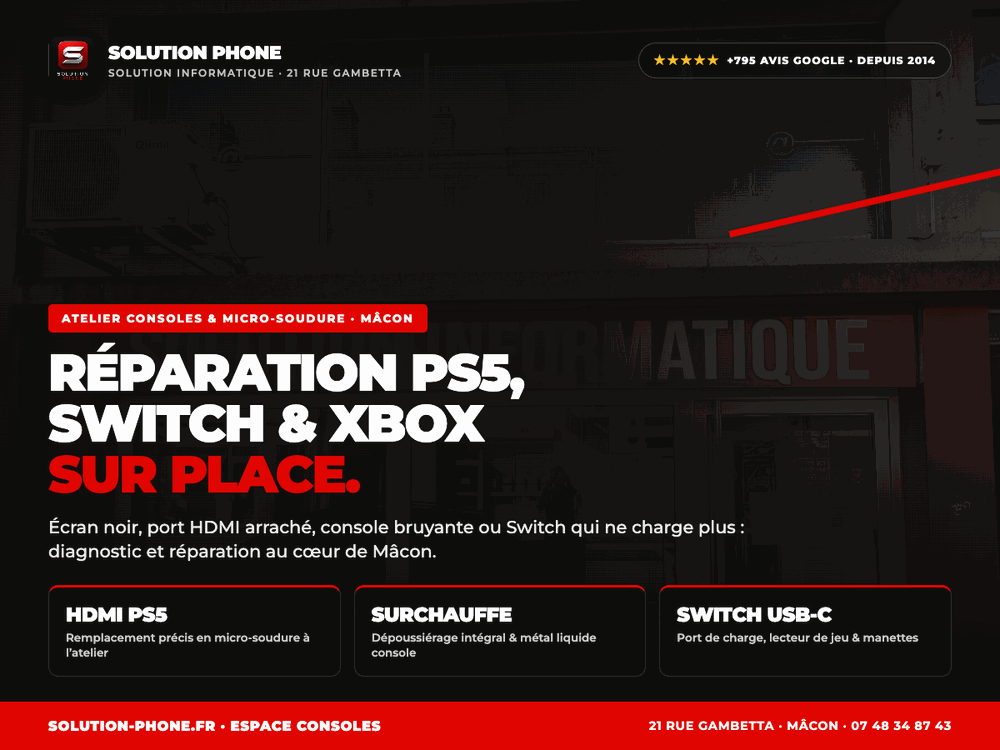 SOLUTION PHONE
SOLUTION INFORMATIQUE · 21 RUE GAMBETTA
★★★★★ +795 AVIS GOOGLE · DEPUIS 2014
ATELIER CONSOLES & MICRO-SOUDURE · MÂCON
INFORMATIQUE
RÉPARATION PS5,
SWITCH & XBOX
SUR PLACE.
Écran noir, port HDMI arraché, console bruyante ou Switch qui ne charge plus :
diagnostic et réparation au cœur de Mâcon.
HDMI PS5
Remplacement précis en micro-soudure à
l'atelier
SURCHAUFFE
Dépoussiérage intégral & métal liquide
console
SWITCH USB-C
Port de charge, lecteur de jeu & manettes
SOLUTION-PHONE.FR · ESPACE CONSOLES
21 RUE GAMBETTA · MÂCON · 07 48 34 87 43